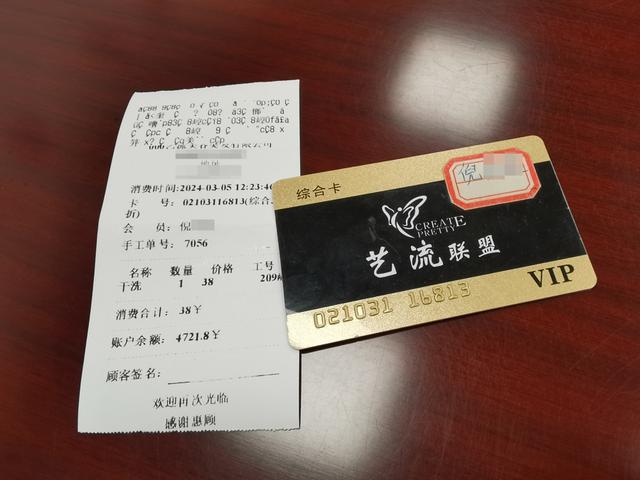 消费时间:2024-03-05 12:23:46
卡 号: 02103116813(综合
折)
会 员: 倪
手工单号: 7056
名称 数量 价格 工号
干洗 1 38 209#
消费合计: 38¥
账户余额: 4721.8¥
顾客签名:
欢迎再次光临
感谢惠顾
综合卡
倪
CREATE
PRETTY
艺流联盟
VIP
021031 16813